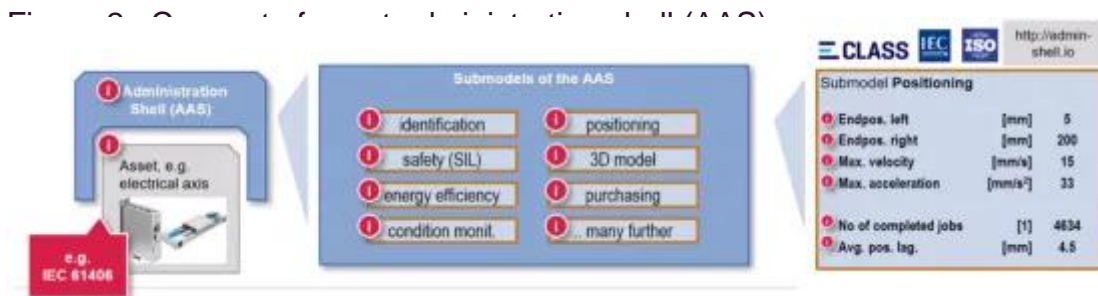 Administration
Shell (AAS)
Asset, e.g.
electrical axis
e.g.
IEC 61406
Submodels of the AAS
identification
positioning
safety (SIL)
3D model
energy efficiency
purchasing
condition monit.
... many further
ECLASS IEC ISO http://admin-
shell.io
Submodel Positioning
Endpos. left [mm] 5
Endpos. right [mm] 200
Max. velocity [mm/s] 15
Max. acceleration [mm/s²] 33
No of completed jobs [1] 4634
Avg. pos. lag. [mm] 4.5